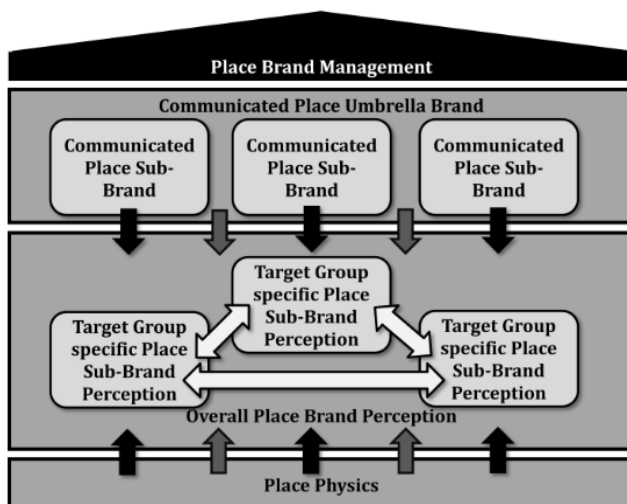 Place Brand Management
Communicated Place Umbrella Brand
Communicated
Place Sub-
Brand
Communicated
Place Sub-
Brand
Communicated
Place Sub-
Brand
Target Group
specific Place
Sub-Brand
Perception
Target Group
specific Place
Sub-Brand
Perception
Target Group
specific Place
Sub-Brand
Perception
Overall Place Brand Perception
Place Physics